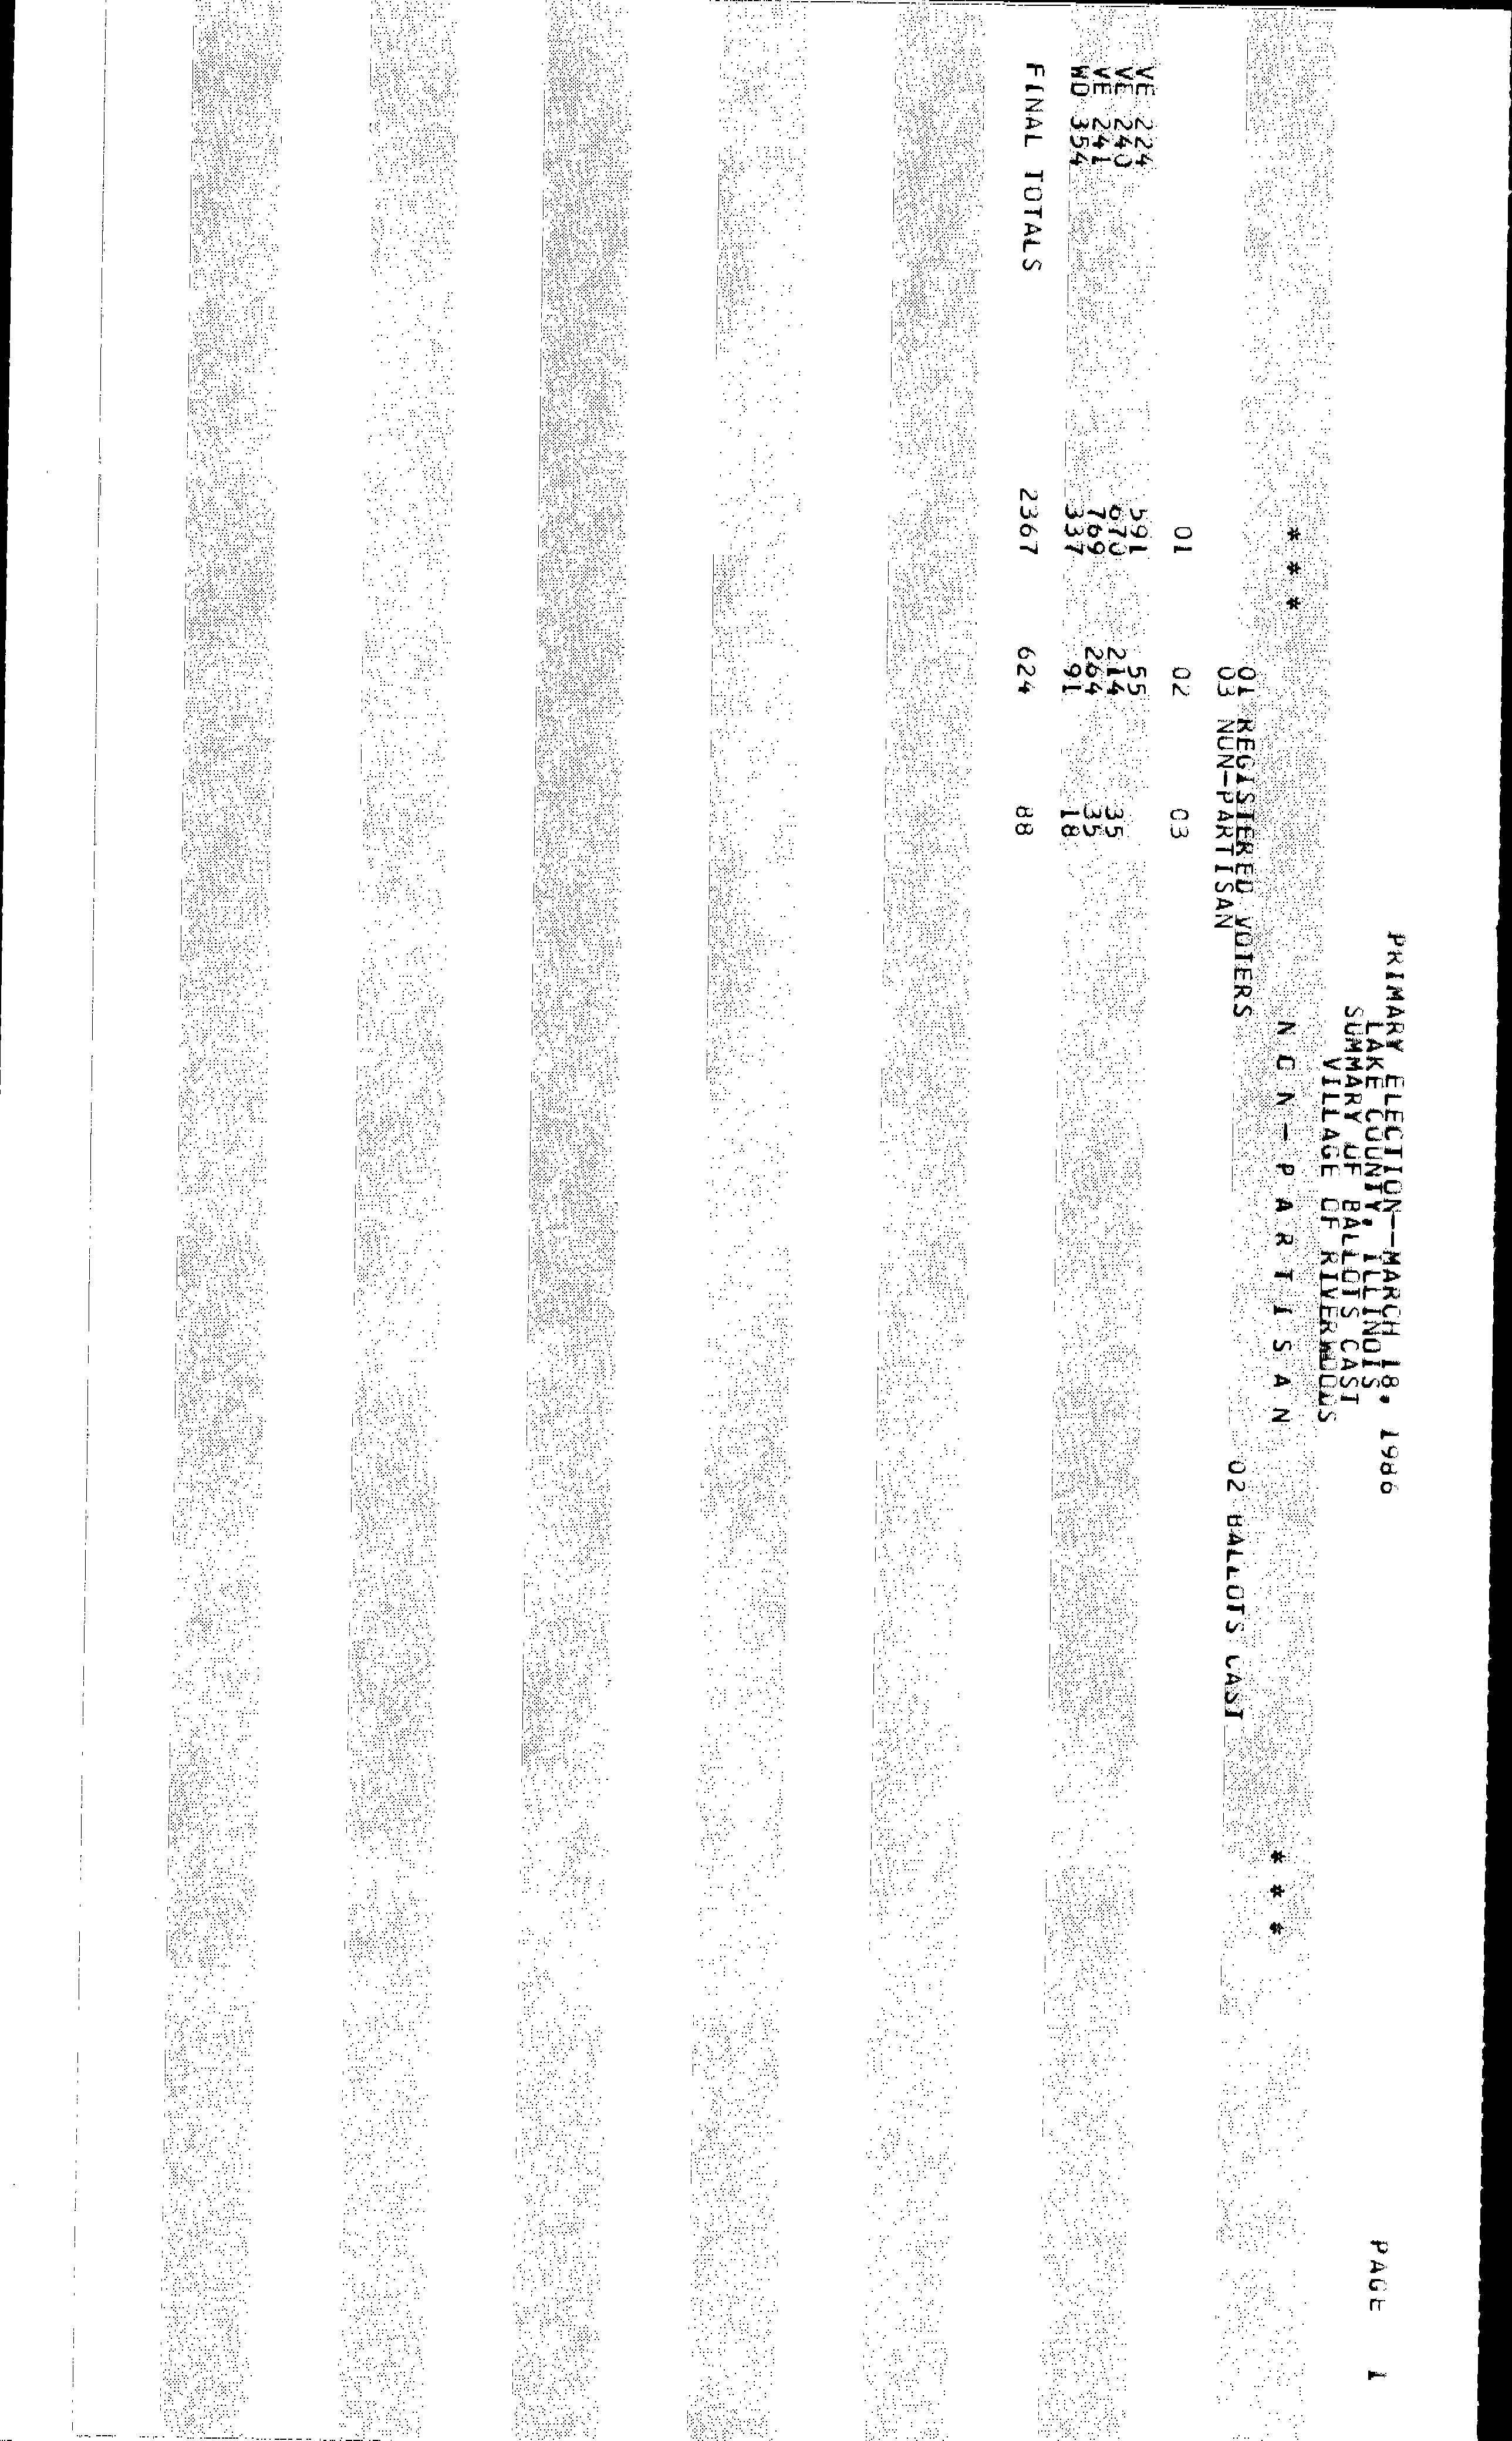 PRIMARY ELECTION--MARCH 18, 1986 PAGE 1
LAKE COUNTY, ILLINOIS
SUMMARY OF BALLOTS CAST
VILLAGE OF RIVERWOODS
* * * N O N - P A R T I S A N * * *
01 REGISTERED VOTERS 02 BALLOTS CAST
03 NON-PARTISAN
01 02 03
VE 224 591 55
VE 240 670 214 35
VE 241 769 264 35
WD 354 337 91 18
FINAL TOTALS 2367 624 88